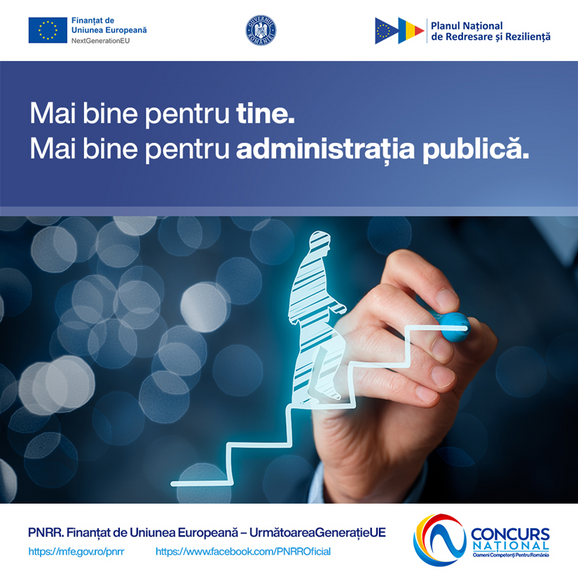 Finanțat de
Uniunea Europeană
NextGenerationEU
GUVERNUL ROMÂNIEI
Planul Național
de Redresare și Reziliență
Mai bine pentru tine.
Mai bine pentru administrația publică.
PNRR. Finanțat de Uniunea Europeană – UrmătoareaGenerațieUE
https://mfe.gov.ro/pnrr https://www.facebook.com/PNRROficial
CONCURS
NAȚIONAL
Oameni Competenți Pentru România